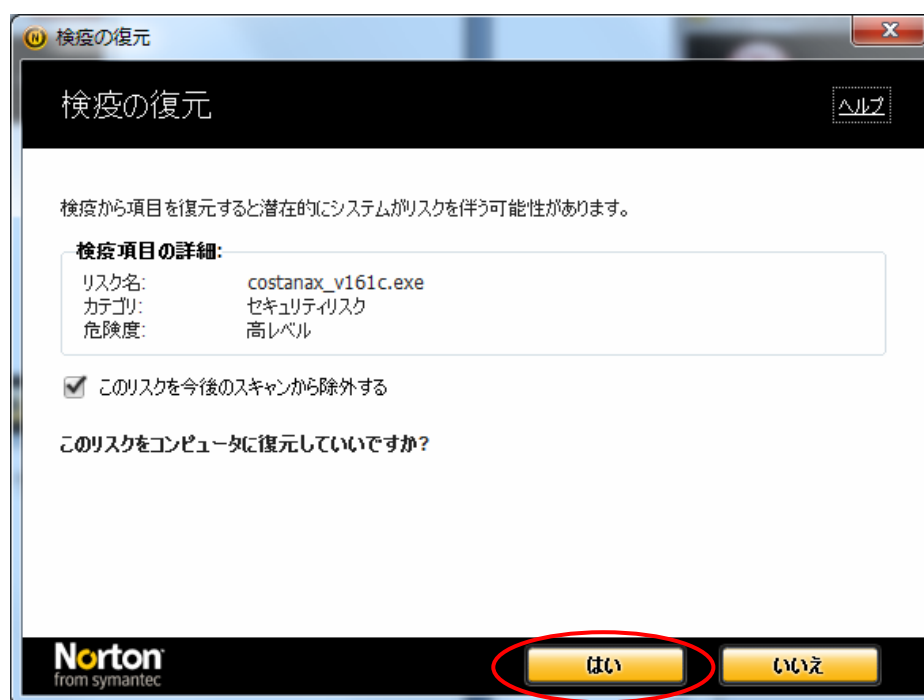 検疫の復元
検疫の復元
ヘルプ
検疫から項目を復元すると潜在的にシステムがリスクを伴う可能性があります。
検疫項目の詳細:
リスク名: costanax_v161c.exe
カテゴリ: セキュリティリスク
危険度: 高レベル
このリスクを今後のスキャンから除外する
このリスクをコンピュータに復元していいですか?
Norton
from symantec
はい いいえ